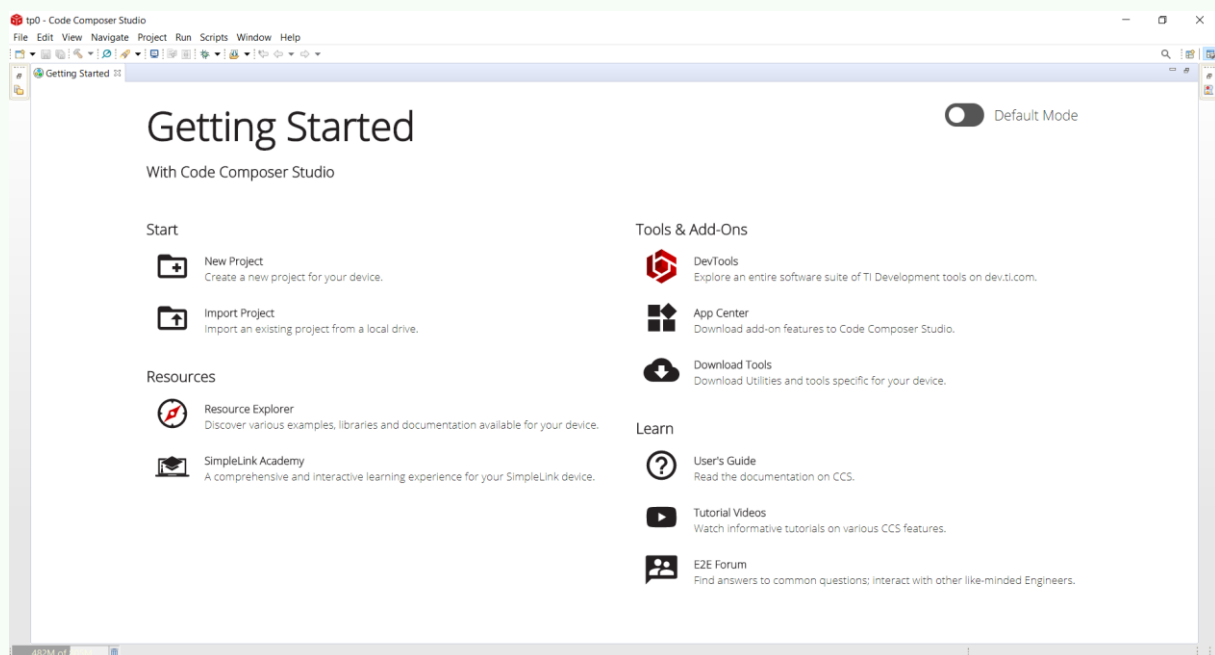 tp0 - Code Composer Studio
File Edit View Navigate Project Run Scripts Window Help
Getting Started
Getting Started
Default Mode
With Code Composer Studio
Start
New Project
Create a new project for your device.
Import Project
Import an existing project from a local drive.
Resources
Resource Explorer
Discover various examples, libraries and documentation available for your device.
SimpleLink Academy
A comprehensive and interactive learning experience for your SimpleLink device.
Tools & Add-Ons
DevTools
Explore an entire software suite of TI Development tools on dev.ti.com.
App Center
Download add-on features to Code Composer Studio.
Download Tools
Download Utilities and tools specific for your device.
Learn
User's Guide
Read the documentation on CCS.
Tutorial Videos
Watch informative tutorials on various CCS features.
E2E Forum
Find answers to common questions; interact with other like-minded Engineers.
482M of